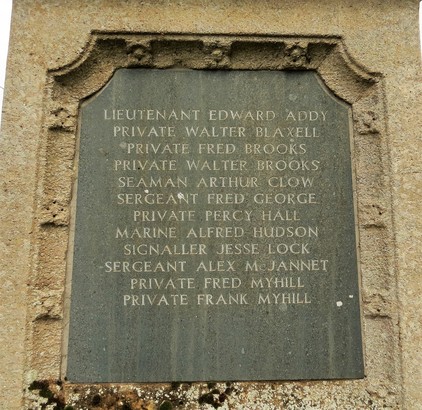 LIEUTENANT EDWARD ADDY
PRIVATE WALTER BLAXELL
PRIVATE FRED BROOKS
PRIVATE WALTER BROOKS
SEAMAN ARTHUR CLOW
SERGEANT FRED GEORGE
PRIVATE PERCY HALL
MARINE ALFRED HUDSON
SIGNALLER JESSE LOCK
SERGEANT ALEX McJANNET
PRIVATE FRED MYHILL
PRIVATE FRANK MYHILL